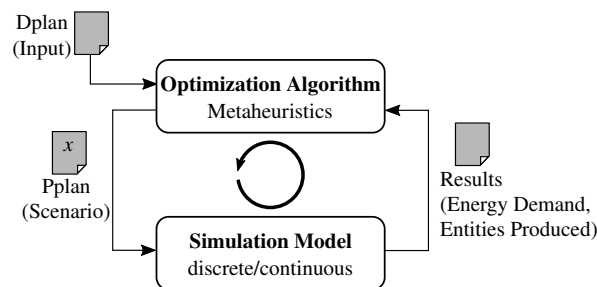 Dplan
(Input)
Optimization Algorithm
Metaheuristics
x
Pplan
(Scenario)
Results
(Energy Demand,
Entities Produced)
Simulation Model
discrete/continuous